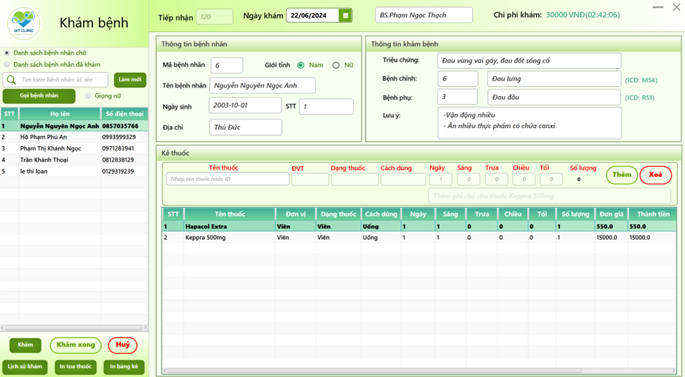 UIT CLINIC
Khám bệnh
Tiếp nhận 120 Ngày khám 22/06/2024 BS.Phạm Ngọc Thạch Chi phí khám: 30000 VNĐ(02:42:06)
Danh sách bệnh nhân chờ
Danh sách bệnh nhân đã khám
Tìm kiếm bệnh nhân: id, tên Làm mới
Gọi bệnh nhân Giọng nữ
STT Họ tên Số điện thoại
1 Nguyễn Nguyên Ngọc Anh 0857035766
2 Hồ Phạm Phú An 0993999329
3 Phạm Thị Khánh Ngọc 0971283941
4 Trần Khánh Thoại 0812838129
5 le thi loan 0129319239
Khám Khám xong Huỷ
Lịch sử khám In toa thuốc In bảng kê
Thông tin bệnh nhân
Mã bệnh nhân 6 Giới tính Nam Nữ
Tên bệnh nhân Nguyễn Nguyên Ngọc Anh
Ngày sinh 2003-10-01 STT 1
Địa chỉ Thủ Đức
Thông tin khám bệnh
Triệu chứng: Đau vùng vai gáy, đau đốt sống cổ
Bệnh chính: 6 Đau lưng (ICD: M54)
Bệnh phụ: 3 Đau đầu (ICD: R51)
Lưu ý: -Vận động nhiều
- Ăn nhiều thực phẩm có chứa canxi
Kê thuốc
Tên thuốc ĐVT Dạng thuốc Cách dùng Ngày Sáng Trưa Chiều Tối Số lượng
Nhập tên thuốc hoặc ID 1 0 0 0 0 0 Thêm Xoá
Thêm ghi chú cho thuốc Keppra 500mg
STT Tên thuốc Đơn vị Dạng thuốc Cách dùng Ngày Sáng Trưa Chiều Tối Số lượng Đơn giá Thành tiền
1 Hapacol Extra Viên Viên Uống 1 1 0 0 0 1 550.0 550.0
2 Keppra 500mg Viên Viên Uống 1 1 0 0 0 1 15000.0 15000.0